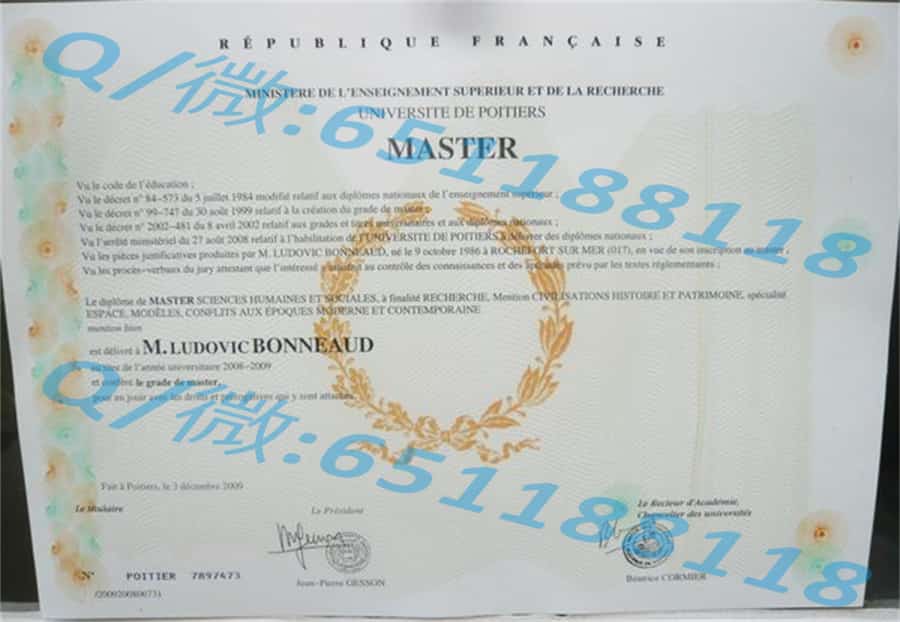 RÉPUBLIQUE FRANÇAISE
MINISTERE DE L'ENSEIGNEMENT SUPERIEUR ET DE LA RECHERCHE
UNIVERSITE DE POITIERS
MASTER
Vu le code de l'éducation ;
Vu le décret n° 84-573 du 5 juillet 1984 modifié relatif aux diplômes nationaux de l'enseignement supérieur ;
Vu le décret n° 99-747 du 30 août 1999 relatif à la création du grade de master ;
Vu le décret n° 2002-481 du 8 avril 2002 relatif aux grades et titres universitaires et aux diplômes nationaux ;
Vu l'arrêté ministériel du 27 août 2008 relatif à l'habilitation de l'UNIVERSITE DE POITIERS à délivrer des diplômes nationaux ;
Vu les pièces justificatives produites par M. LUDOVIC BONNEAUD, né le 9 octobre 1986 à ROCHEFORT SUR MER (017), en vue de son inscription au master ;
Vu les procès-verbaux du jury attestant que l'intéressé a satisfait au contrôle des connaissances et des aptitudes prévu par les textes réglementaires ;
Le diplôme de MASTER SCIENCES HUMAINES ET SOCIALES, à finalité RECHERCHE, Mention CIVILISATIONS HISTOIRE ET PATRIMOINE, spécialité
ESPACE, MODÈLES, CONFLITS AUX ÉPOQUES MODERNE ET CONTEMPORAINE
mention bien
est délivré à M. LUDOVIC BONNEAUD
au titre de l'année universitaire 2008-2009
et confère le grade de master,
pour en jouir avec les droits et prérogatives qui y sont attachés.
Fait à Poitiers, le 3 décembre 2009
Le titulaire
Le Président
Le Recteur d'Académie,
Chancelier des universités
Jean-Pierre GESSON
Béatrice CORMIER
N° POITIER 7897473
/2009200806731
Q/微:651188118
Q/微:651188118